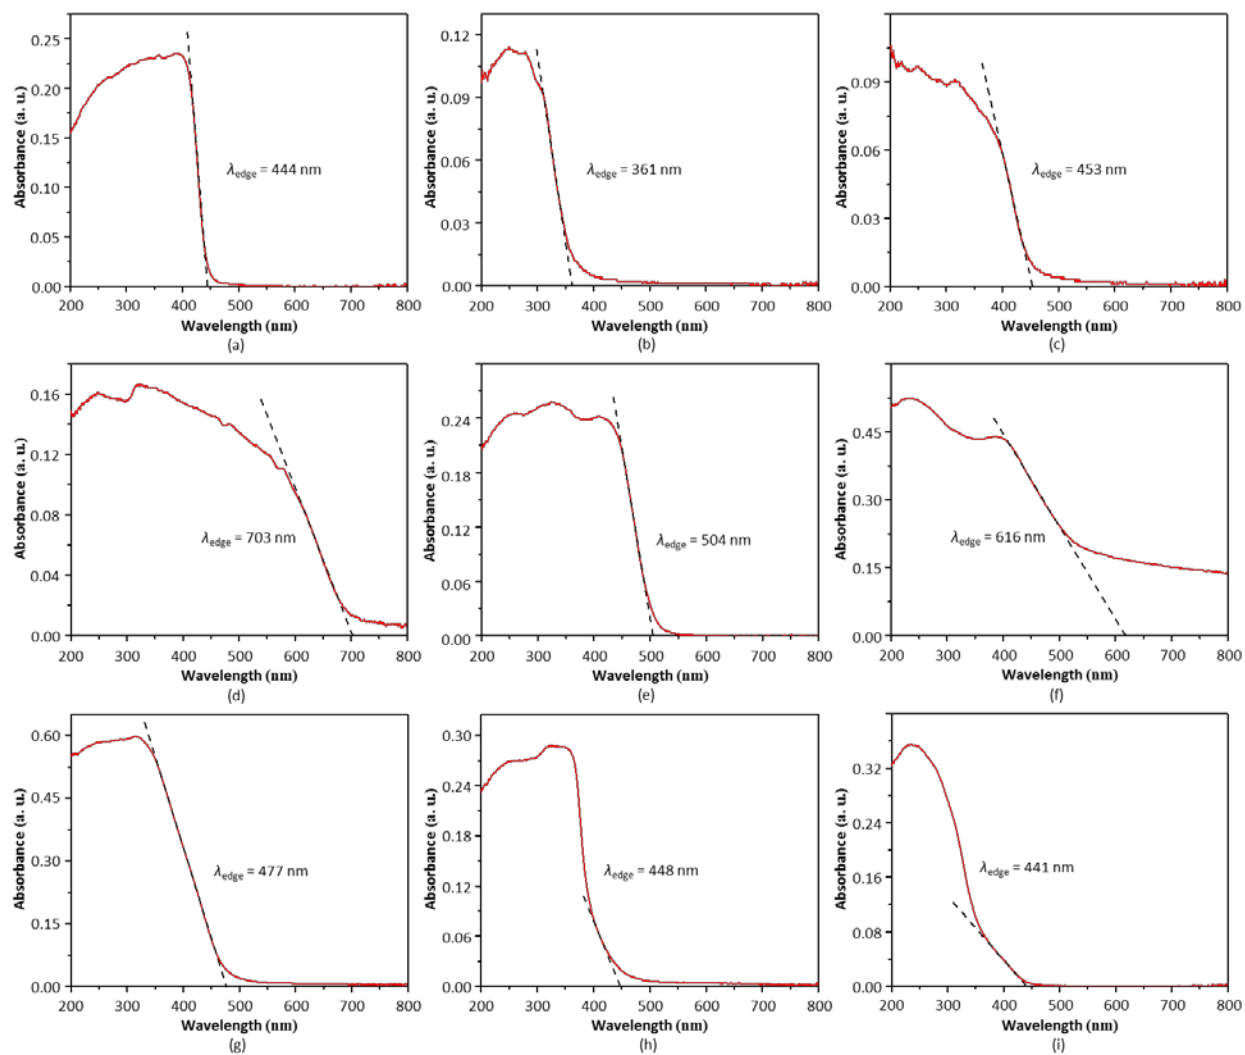 Absorbance (a. u.)
0.25
0.20
0.15
0.10
0.05
0.00
λedge = 444 nm
200 300 400 500 600 700 800
Wavelength (nm)
(a)
Absorbance (a. u.)
0.12
0.09
0.06
0.03
0.00
λedge = 361 nm
200 300 400 500 600 700 800
Wavelength (nm)
(b)
Absorbance (a. u.)
0.09
0.06
0.03
0.00
λedge = 453 nm
200 300 400 500 600 700 800
Wavelength (nm)
(c)
Absorbance (a. u.)
0.16
0.12
0.08
0.04
0.00
λedge = 703 nm
200 300 400 500 600 700 800
Wavelength (nm)
(d)
Absorbance (a. u.)
0.24
0.18
0.12
0.06
0.00
λedge = 504 nm
200 300 400 500 600 700 800
Wavelength (nm)
(e)
Absorbance (a. u.)
0.45
0.30
0.15
0.00
λedge = 616 nm
200 300 400 500 600 700 800
Wavelength (nm)
(f)
Absorbance (a. u.)
0.60
0.45
0.30
0.15
0.00
λedge = 477 nm
200 300 400 500 600 700 800
Wavelength (nm)
(g)
Absorbance (a. u.)
0.30
0.24
0.18
0.12
0.06
0.00
λedge = 448 nm
200 300 400 500 600 700 800
Wavelength (nm)
(h)
Absorbance (a. u.)
0.32
0.24
0.16
0.08
0.00
λedge = 441 nm
200 300 400 500 600 700 800
Wavelength (nm)
(i)